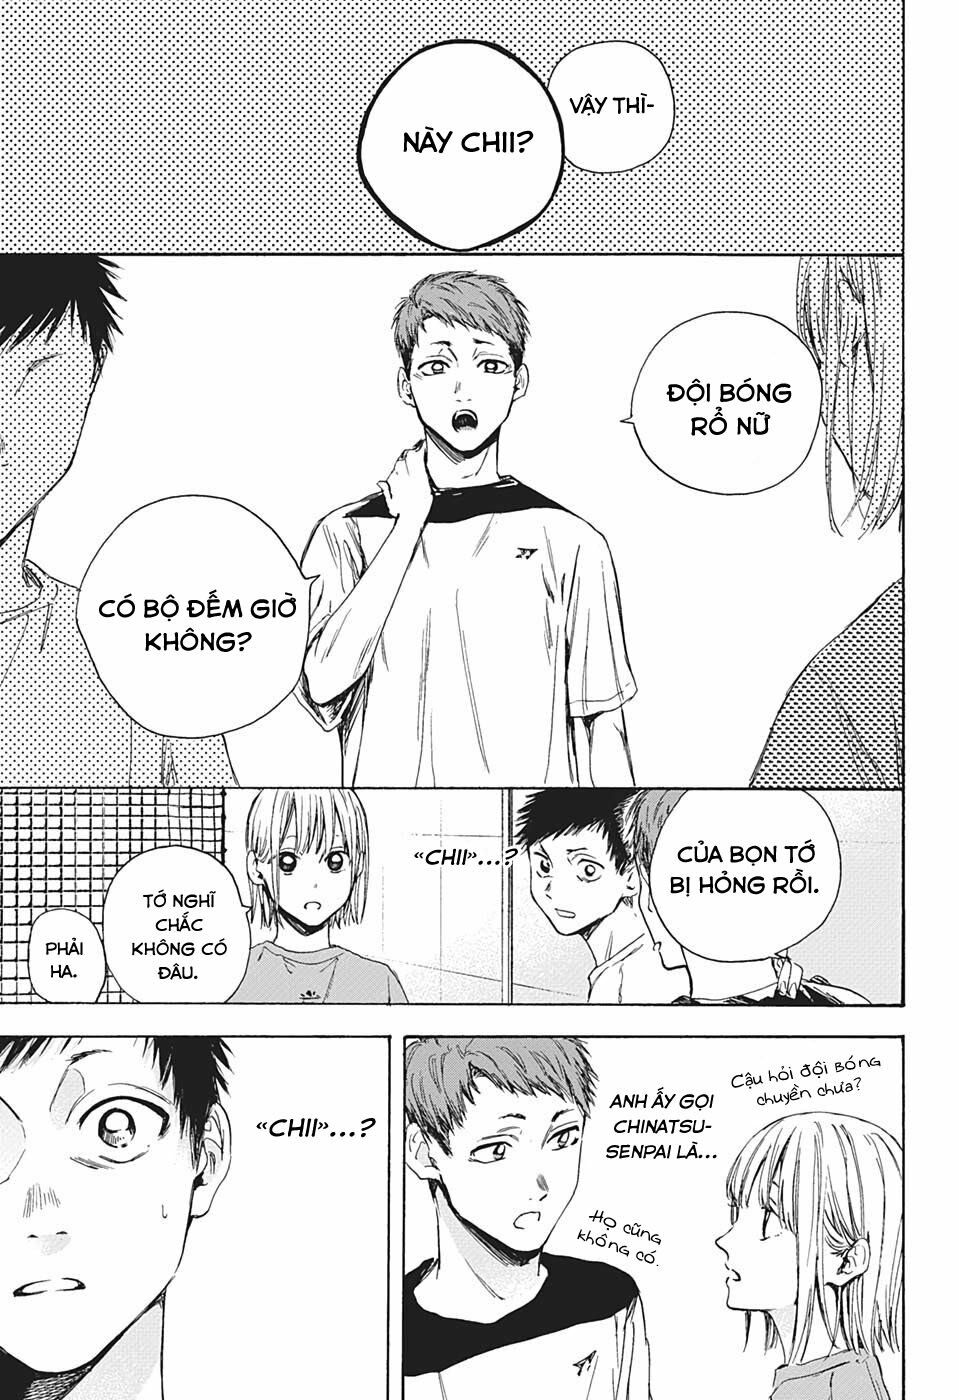 VẬY THÌ-
NÀY CHII?
ĐỘI BÓNG
RỔ NỮ
CÓ BỘ ĐẾM GIỜ
KHÔNG?
CỦA BỌN TỚ
BỊ HỎNG RỒI.
«CHII»...?
TỚ NGHĨ
CHẮC
KHÔNG CÓ
ĐÂU.
PHẢI
HA.
Cậu hỏi đội bóng
chuyền chưa?
ANH ẤY GỌI
CHINATSU-
SENPAI LÀ...
Họ cũng
không có.
«CHII»...?